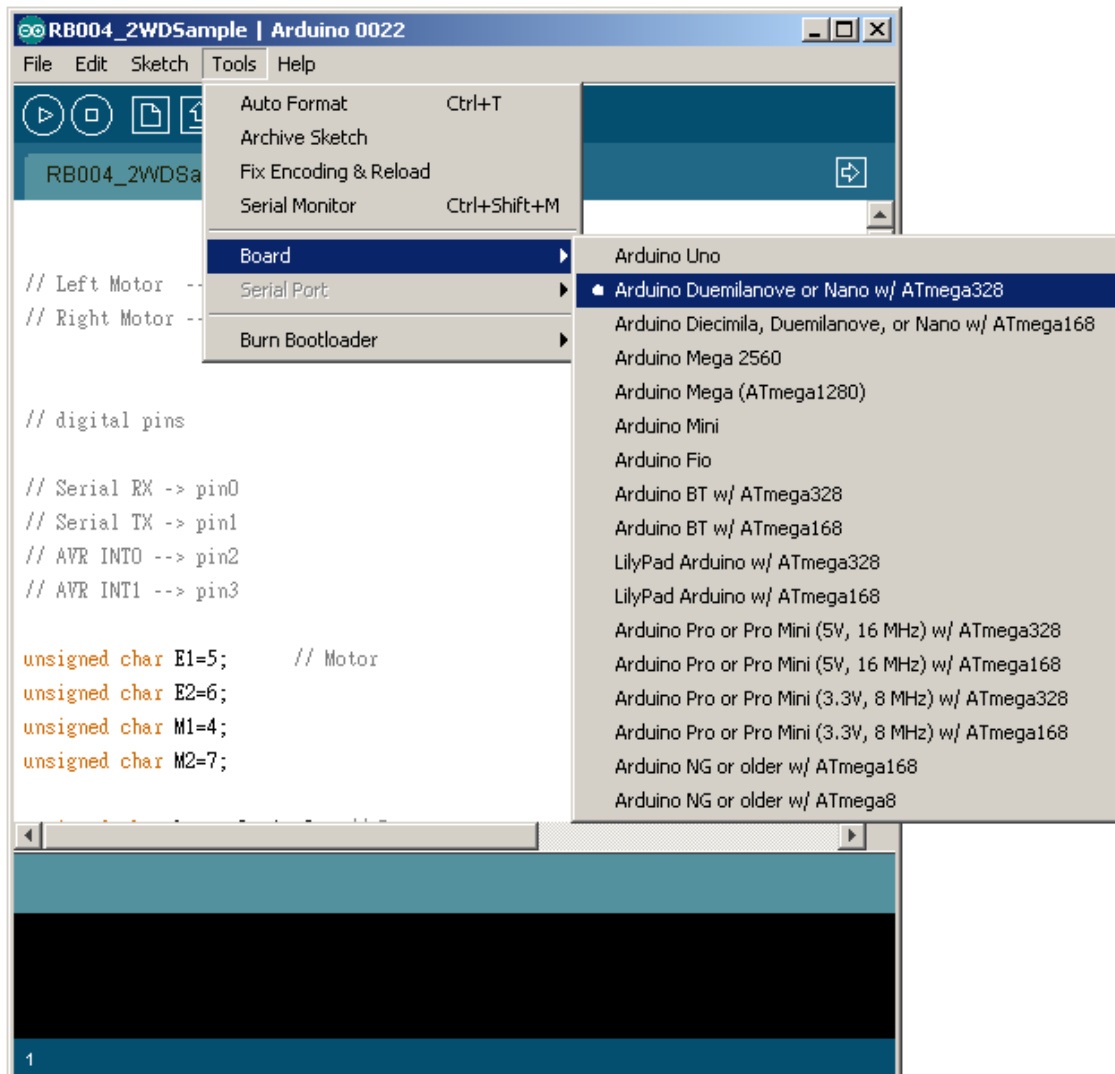 RB004_2WDSample | Arduino 0022
File Edit Sketch Tools Help
RB004_2WDSa
Auto Format Ctrl+T
Archive Sketch
Fix Encoding & Reload
Serial Monitor Ctrl+Shift+M
Board
Serial Port
Burn Bootloader
Arduino Uno
Arduino Duemilanove or Nano w/ ATmega328
Arduino Diecimila, Duemilanove, or Nano w/ ATmega168
Arduino Mega 2560
Arduino Mega (ATmega1280)
Arduino Mini
Arduino Fio
Arduino BT w/ ATmega328
Arduino BT w/ ATmega168
LilyPad Arduino w/ ATmega328
LilyPad Arduino w/ ATmega168
Arduino Pro or Pro Mini (5V, 16 MHz) w/ ATmega328
Arduino Pro or Pro Mini (5V, 16 MHz) w/ ATmega168
Arduino Pro or Pro Mini (3.3V, 8 MHz) w/ ATmega328
Arduino Pro or Pro Mini (3.3V, 8 MHz) w/ ATmega168
Arduino NG or older w/ ATmega168
Arduino NG or older w/ ATmega8
// Left Motor --
// Right Motor --
// digital pins
// Serial RX -> pin0
// Serial TX -> pin1
// AVR INT0 --> pin2
// AVR INT1 --> pin3
unsigned char E1=5; // Motor
unsigned char E2=6;
unsigned char M1=4;
unsigned char M2=7;
1